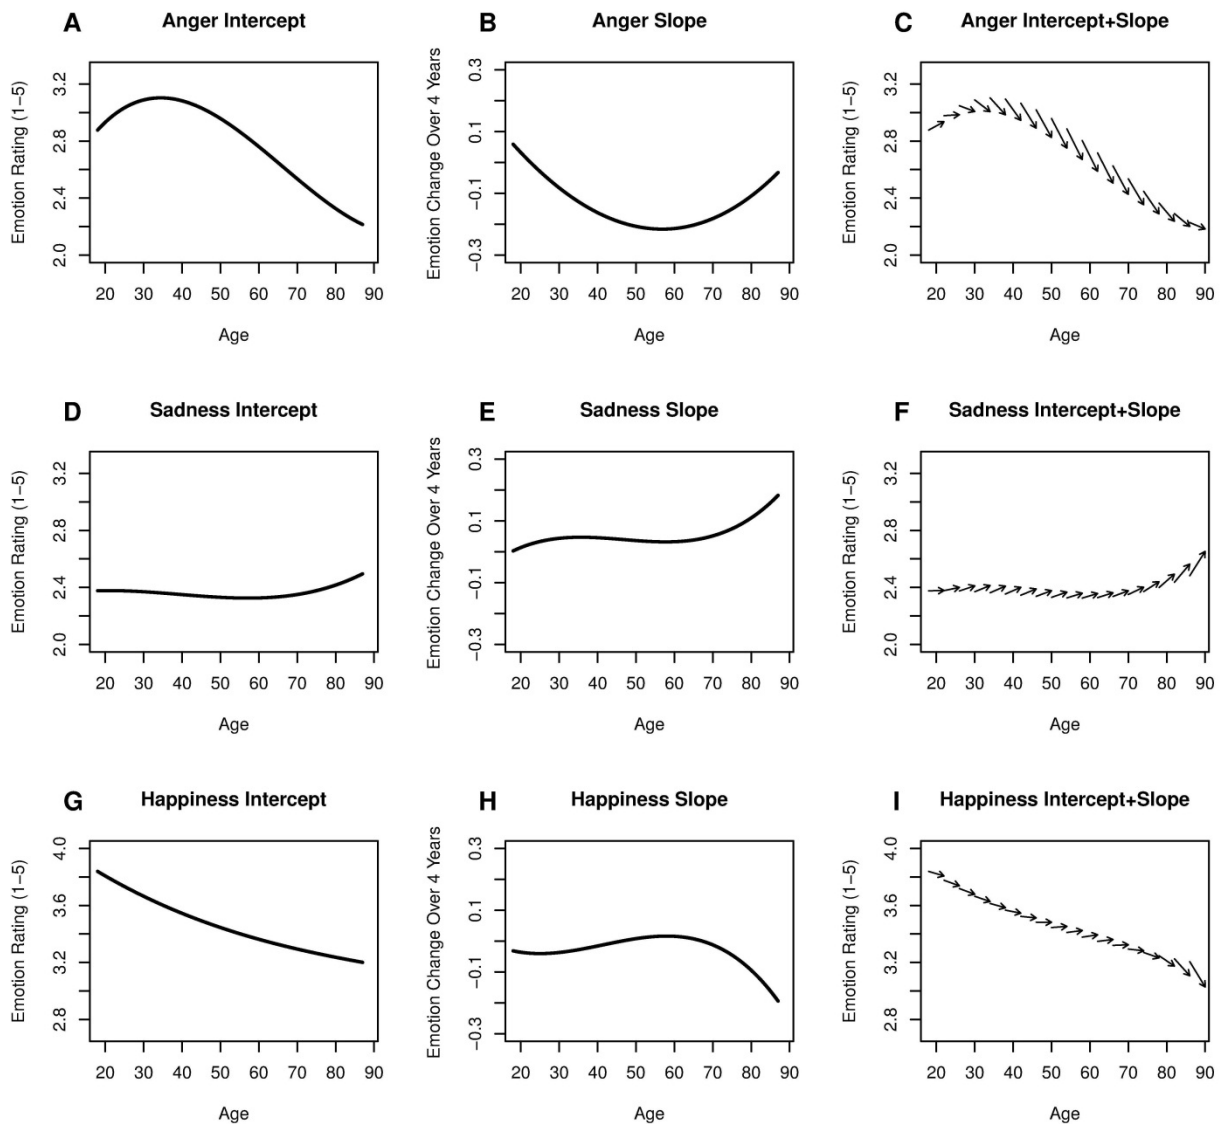 A Anger Intercept
Emotion Rating (1−5)
3.2
2.8
2.4
2.0
20 30 40 50 60 70 80 90
Age
B Anger Slope
Emotion Change Over 4 Years
0.3
0.1
−0.1
−0.3
20 30 40 50 60 70 80 90
Age
C Anger Intercept+Slope
Emotion Rating (1−5)
3.2
2.8
2.4
2.0
20 30 40 50 60 70 80 90
Age
D Sadness Intercept
Emotion Rating (1−5)
3.2
2.8
2.4
2.0
20 30 40 50 60 70 80 90
Age
E Sadness Slope
Emotion Change Over 4 Years
0.3
0.1
−0.1
−0.3
20 30 40 50 60 70 80 90
Age
F Sadness Intercept+Slope
Emotion Rating (1−5)
3.2
2.8
2.4
2.0
20 30 40 50 60 70 80 90
Age
G Happiness Intercept
Emotion Rating (1−5)
4.0
3.6
3.2
2.8
20 30 40 50 60 70 80 90
Age
H Happiness Slope
Emotion Change Over 4 Years
0.3
0.1
−0.1
−0.3
20 30 40 50 60 70 80 90
Age
I Happiness Intercept+Slope
Emotion Rating (1−5)
4.0
3.6
3.2
2.8
20 30 40 50 60 70 80 90
Age